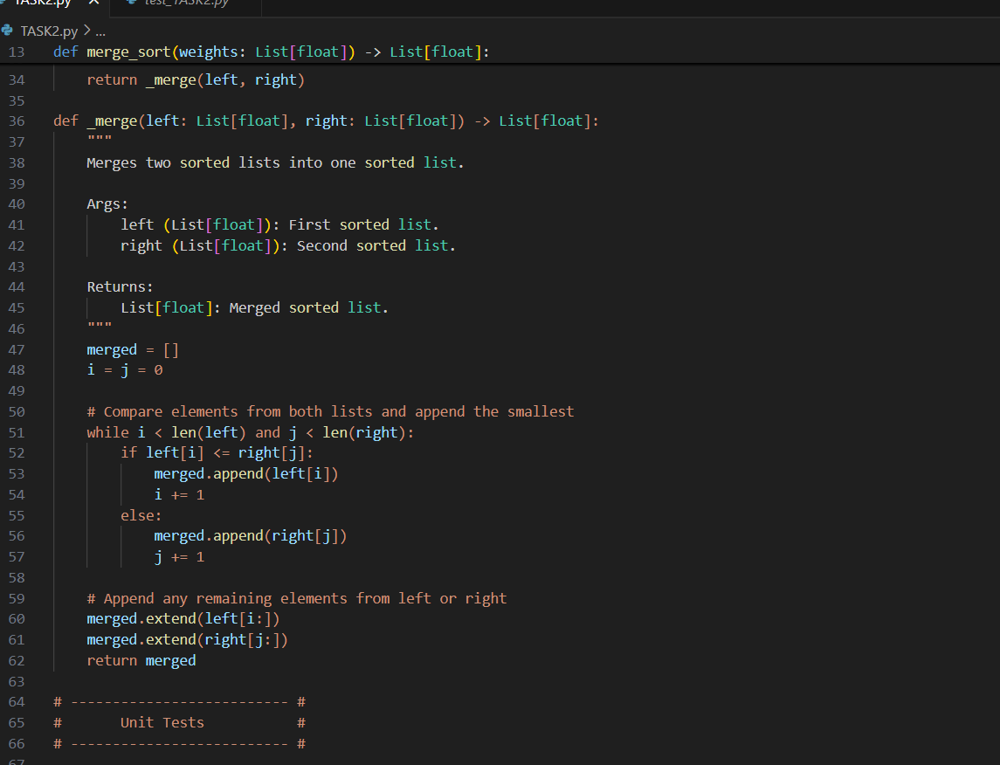 TASK2.py × test_TASK2.py
TASK2.py > ...
13 def merge_sort(weights: List[float]) -> List[float]:
34     return _merge(left, right)
35
36 def _merge(left: List[float], right: List[float]) -> List[float]:
37     """
38     Merges two sorted lists into one sorted list.
39
40     Args:
41         left (List[float]): First sorted list.
42         right (List[float]): Second sorted list.
43
44     Returns:
45         List[float]: Merged sorted list.
46     """
47     merged = []
48     i = j = 0
49
50     # Compare elements from both lists and append the smallest
51     while i < len(left) and j < len(right):
52         if left[i] <= right[j]:
53             merged.append(left[i])
54             i += 1
55         else:
56             merged.append(right[j])
57             j += 1
58
59     # Append any remaining elements from left or right
60     merged.extend(left[i:])
61     merged.extend(right[j:])
62     return merged
63
64 # -------------------------- #
65 #       Unit Tests           #
66 # -------------------------- #
67